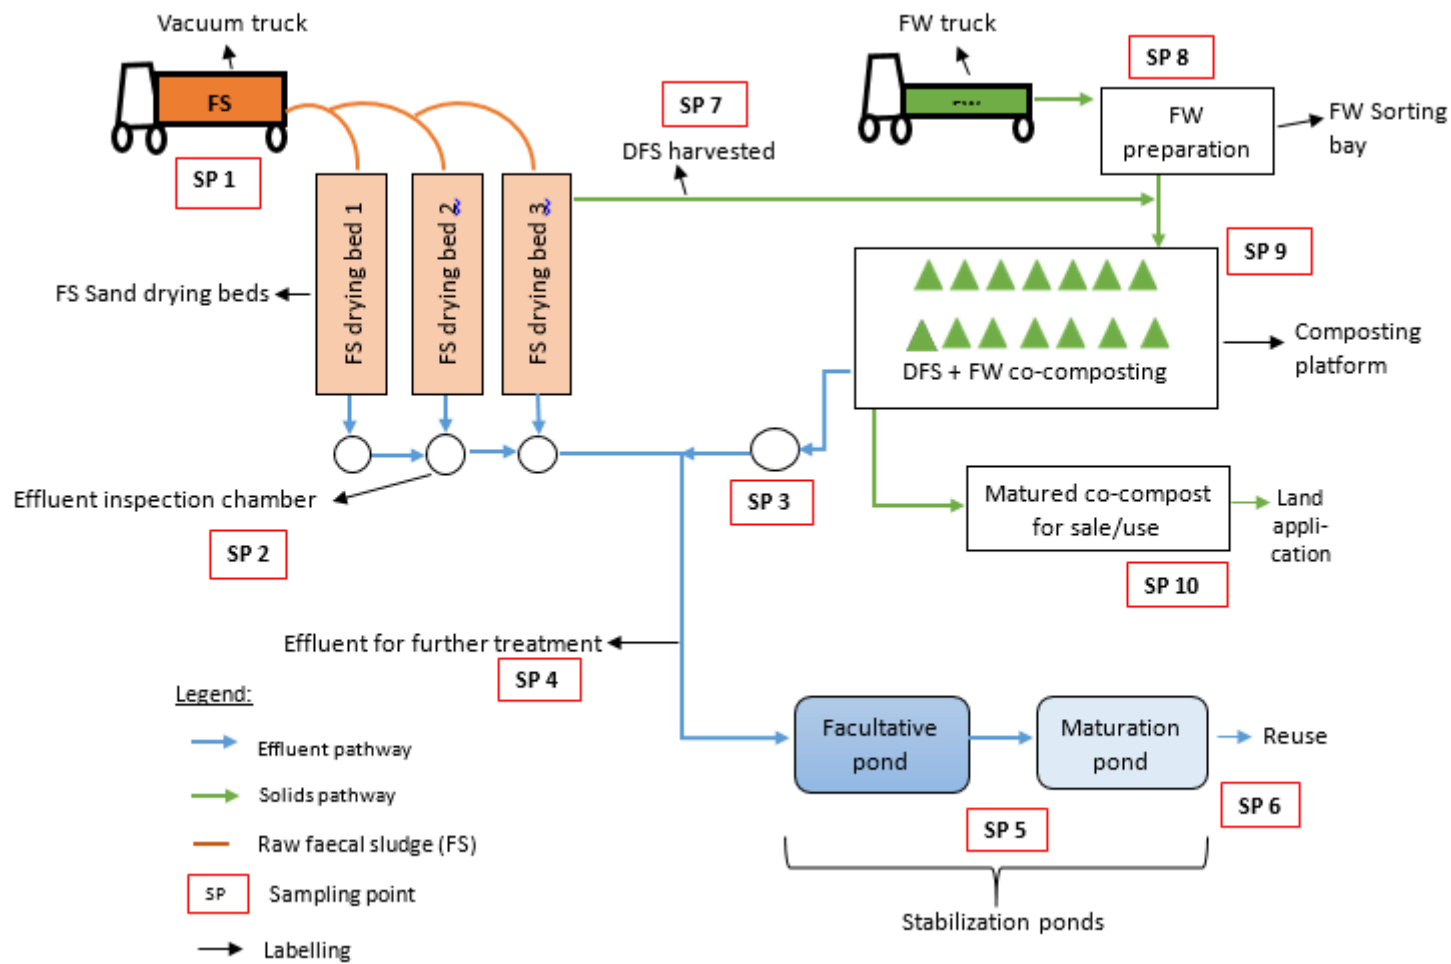 Vacuum truck
FS
SP 1
FW truck
SP 8
FW
preparation
FW Sorting
bay
SP 7
DFS harvested
FS drying bed 1
FS drying bed 2
FS drying bed 3
FS Sand drying beds
SP 9
DFS + FW co-composting
Composting
platform
Effluent inspection chamber
SP 2
SP 3
Matured co-compost
for sale/use
Land
appli-
cation
SP 10
Effluent for further treatment
SP 4
Facultative
pond
Maturation
pond
Reuse
SP 5
SP 6
Stabilization ponds
Legend:
Effluent pathway
Solids pathway
Raw faecal sludge (FS)
SP
Sampling point
Labelling